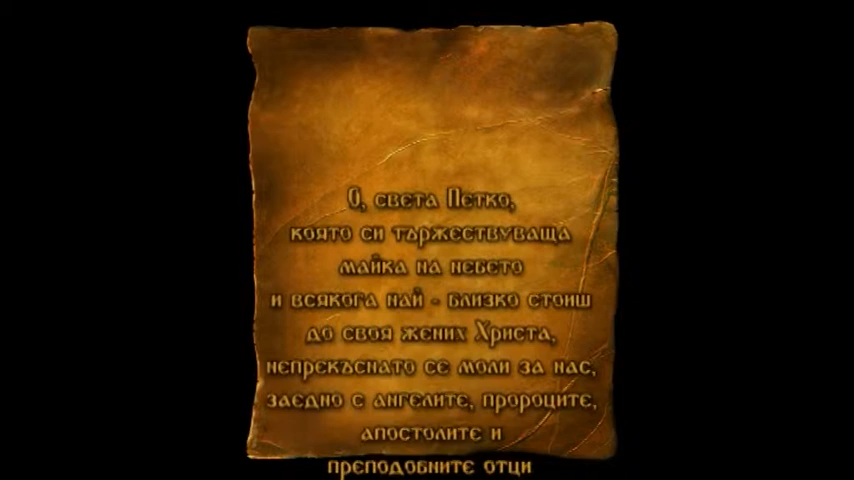 О, света Петко,
която си тържествуваща
майка на небето
и всякога най - близко стоиш
до своя жених Христа,
непрекъснато се моли за нас,
заедно с ангелите, пророците,
апостолите и
преподобните отци